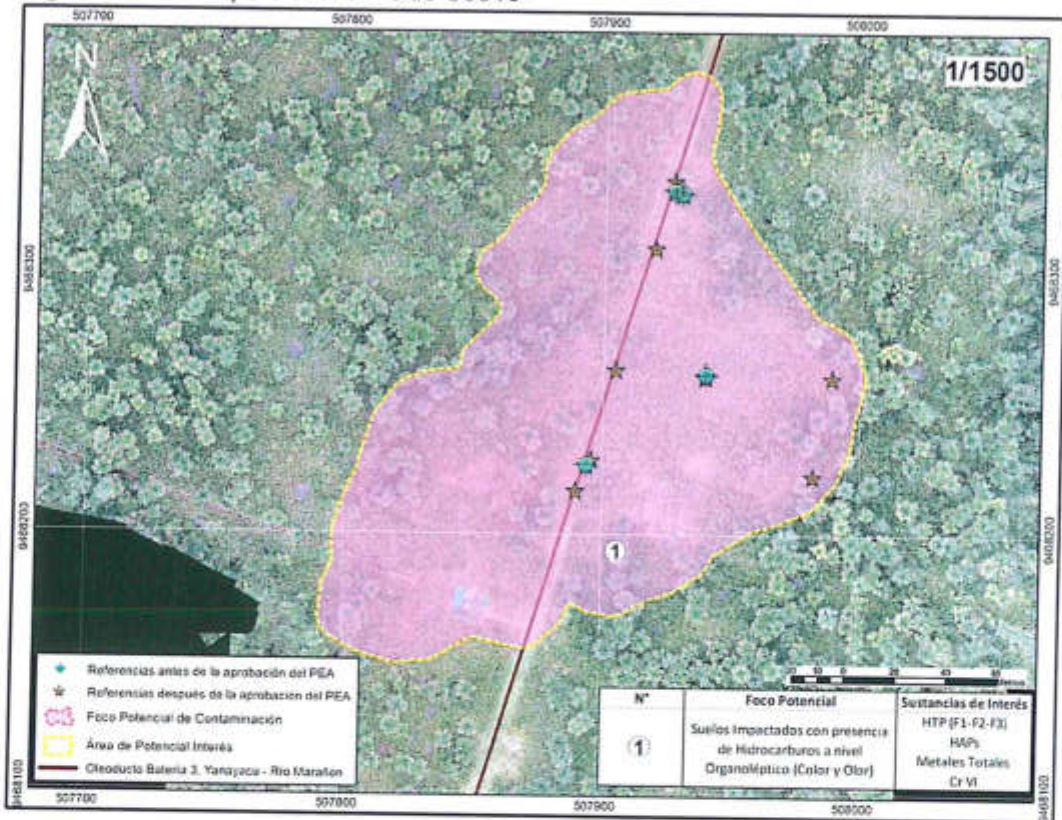 507700 507800 507900 508000
N
1/1500
9468300 9468300
9468200 9468200
1
Referencias antes de la aprobación del PEA
Referencias después de la aprobación del PEA
Foco Potencial de Contaminación
Área de Potencial Interés
Oleoducto Batería 3, Yanayacu - Río Marañon
N°
Foco Potencial
Sustancias de Interés
1
Suelos Impactados con presencia
de Hidrocarburos a nivel
Organoléptico (Color y Olor)
HTP (F1-F2-F3)
HAPs
Metales Totales
Cr VI
9468100 9468100
507700 507800 507900 508000